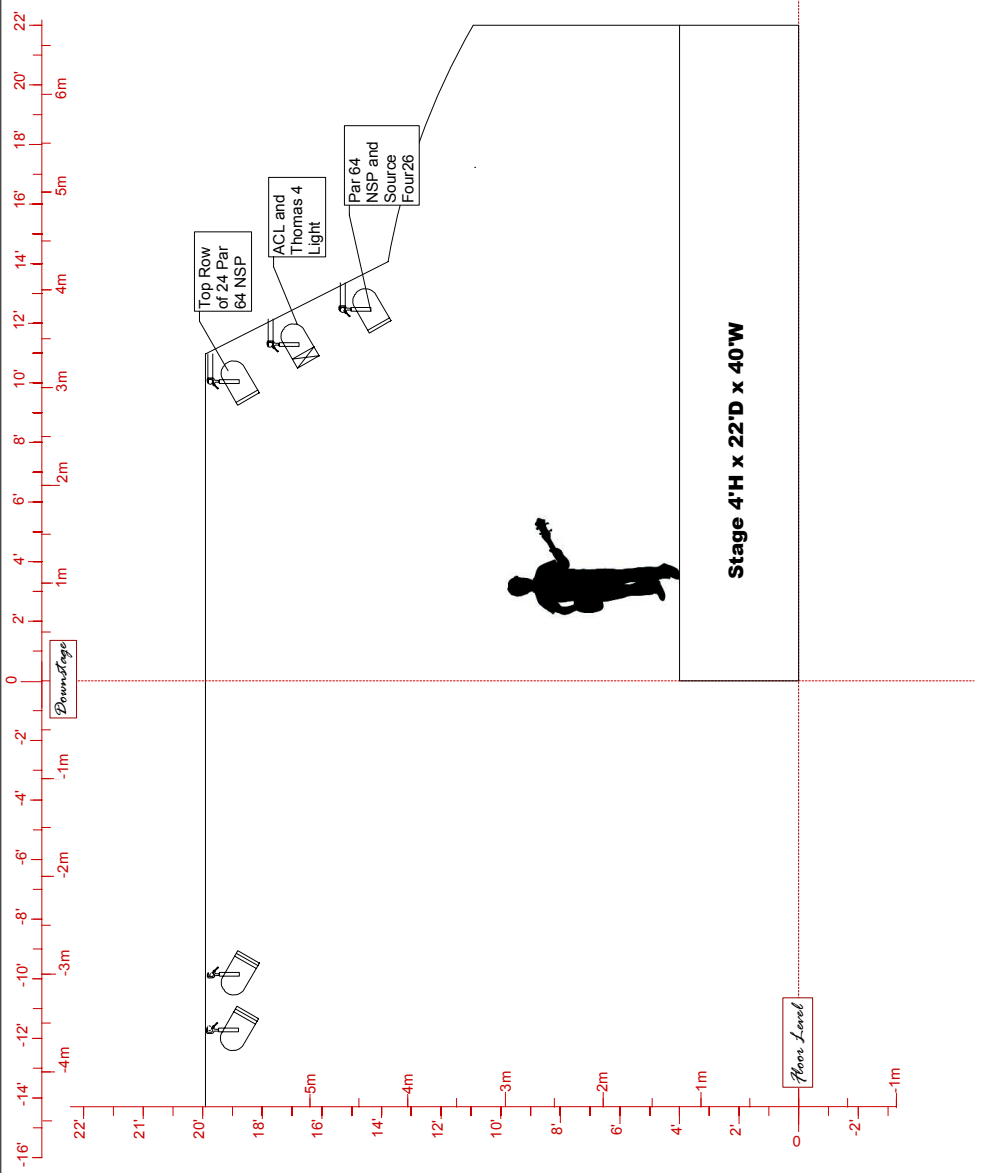 22'
20'
18'
16'
14'
12'
10'
8'
6'
4'
2'
0
-2'
-4'
-6'
-8'
-10'
-12'
-14'
-16'
6m
5m
4m
3m
2m
1m
-1m
-2m
-3m
-4m
Downstage
Top Row
of 24 Par
64 NSP
ACL and
Thomas 4
Light
Par 64
NSP and
Source
Four26
Stage 4'H x 22'D x 40'W
Floor Level
5m
4m
3m
2m
1m
-1m
22'
21'
20'
18'
16'
14'
12'
10'
8'
6'
4'
2'
0
-2'